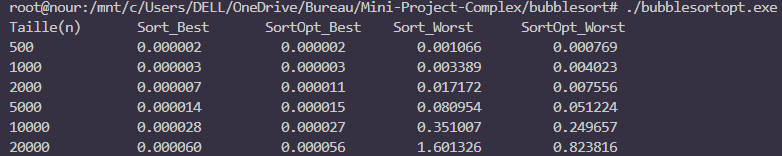 root@nour:/mnt/c/Users/DELL/OneDrive/Bureau/Mini-Project-Complex/bubblesort# ./bubblesortopt.exe
Taille(n) Sort_Best SortOpt_Best Sort_Worst SortOpt_Worst
500 0.000002 0.000002 0.001066 0.000769
1000 0.000003 0.000003 0.003389 0.004023
2000 0.000007 0.000011 0.017172 0.007556
5000 0.000014 0.000015 0.080954 0.051224
10000 0.000028 0.000027 0.351007 0.249657
20000 0.000060 0.000056 1.601326 0.823816